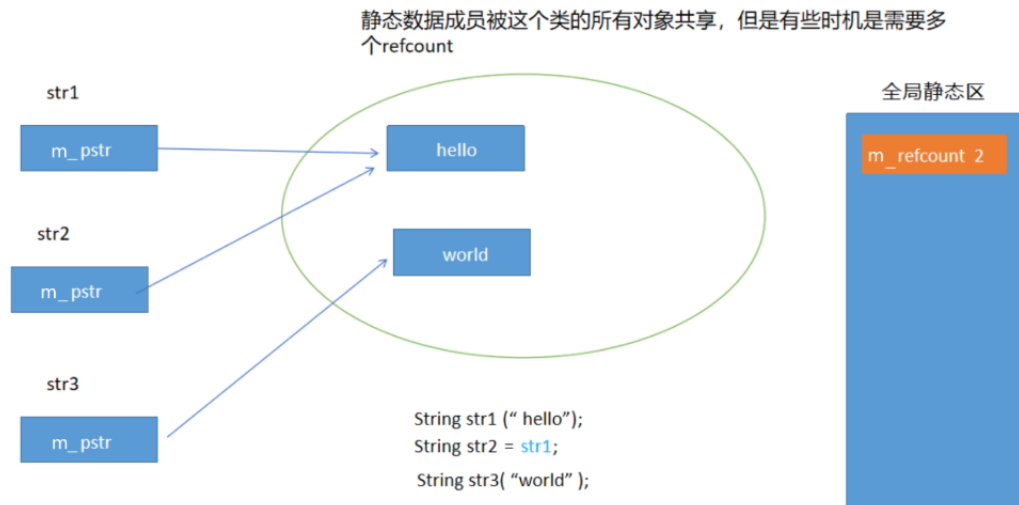 静态数据成员被这个类的所有对象共享，但是有些时机是需要多
个refcount
str1
m_pstr
hello
全局静态区
m_refcount 2
str2
m_pstr
world
str3
m_pstr
String str1 (“ hello”);
String str2 = str1;
String str3( “world” );